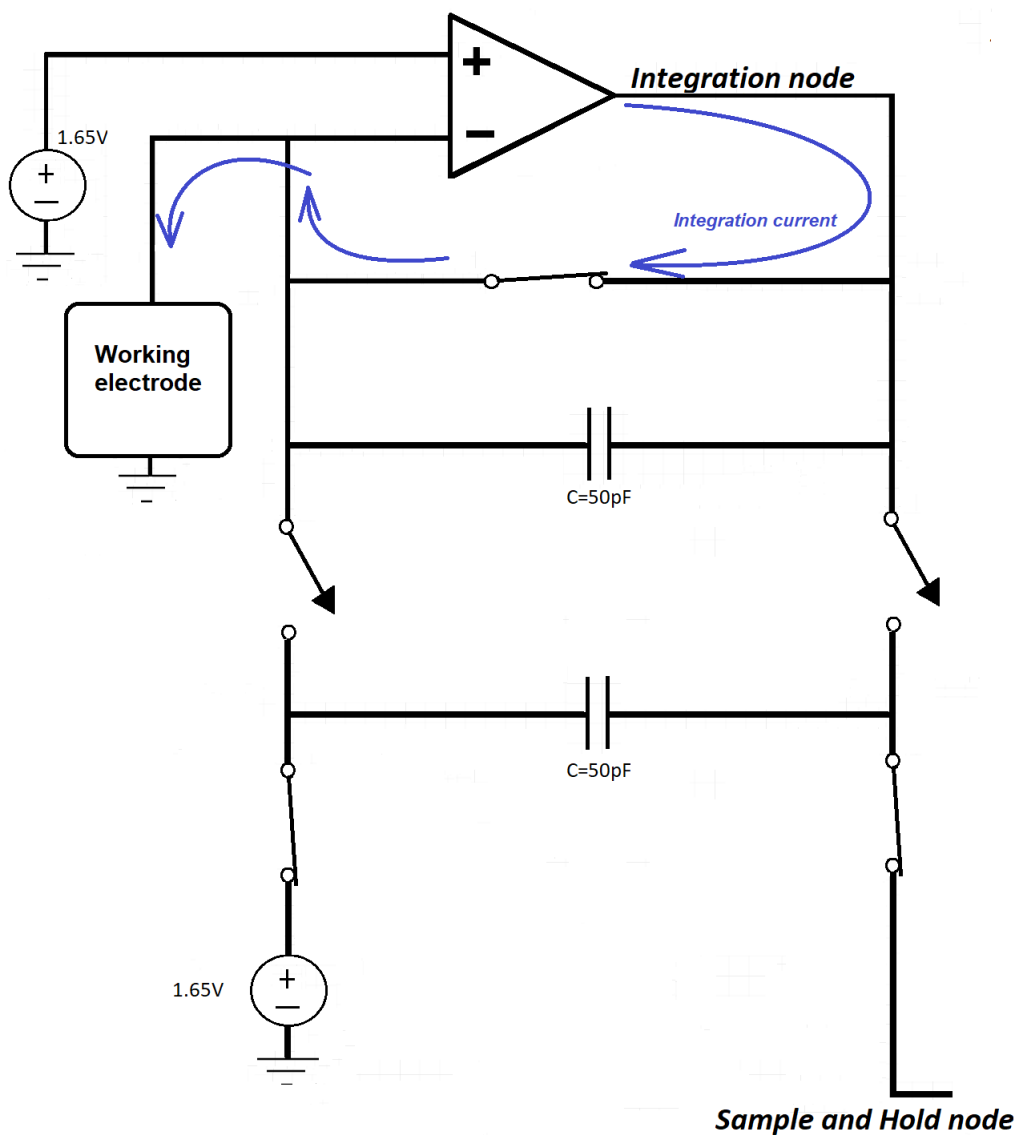 +
Integration node
−
1.65V
+
−
Integration current
Working
electrode
C=50pF
C=50pF
1.65V
+
−
Sample and Hold node